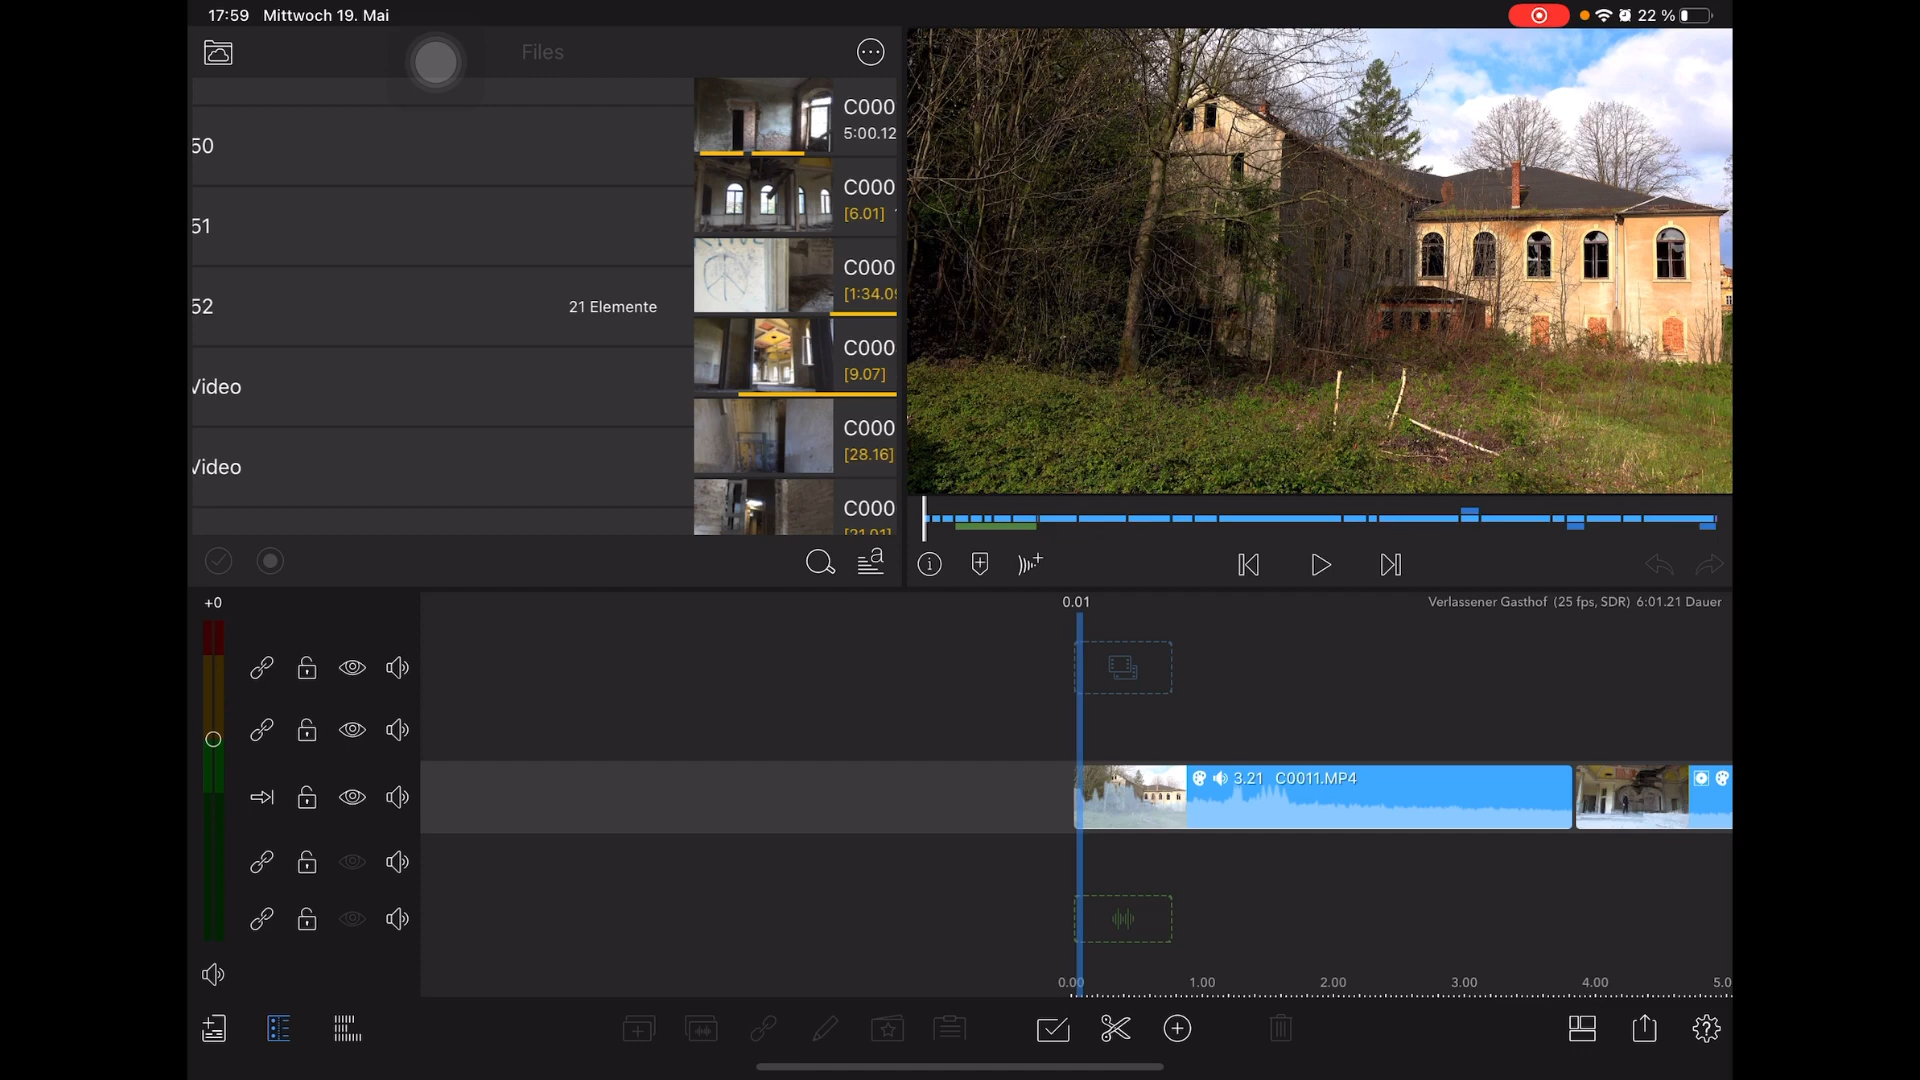 17:59 Mittwoch 19. Mai
22 %
Files
50
51
52 21 Elemente
Video
Video
C000
5:00.12
C000
[6.01]
C000
[1:34.09
C000
[9.07]
C000
[28.16]
C000
[21.01]
+0
0.01
Verlassener Gasthof (25 fps, SDR) 6:01.21 Dauer
3.21 C0011.MP4
0.00 1.00 2.00 3.00 4.00 5.0